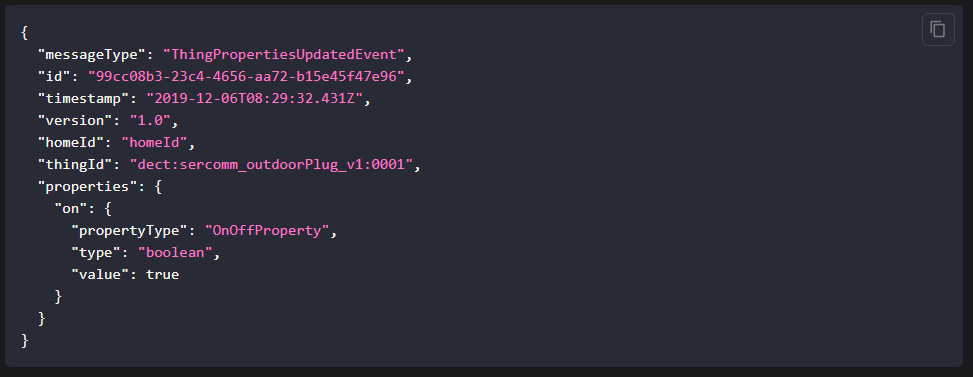 {
  "messageType": "ThingPropertiesUpdatedEvent",
  "id": "99cc08b3-23c4-4656-aa72-b15e45f47e96",
  "timestamp": "2019-12-06T08:29:32.431Z",
  "version": "1.0",
  "homeId": "homeId",
  "thingId": "dect:sercomm_outdoorPlug_v1:0001",
  "properties": {
    "on": {
      "propertyType": "OnOffProperty",
      "type": "boolean",
      "value": true
    }
  }
}